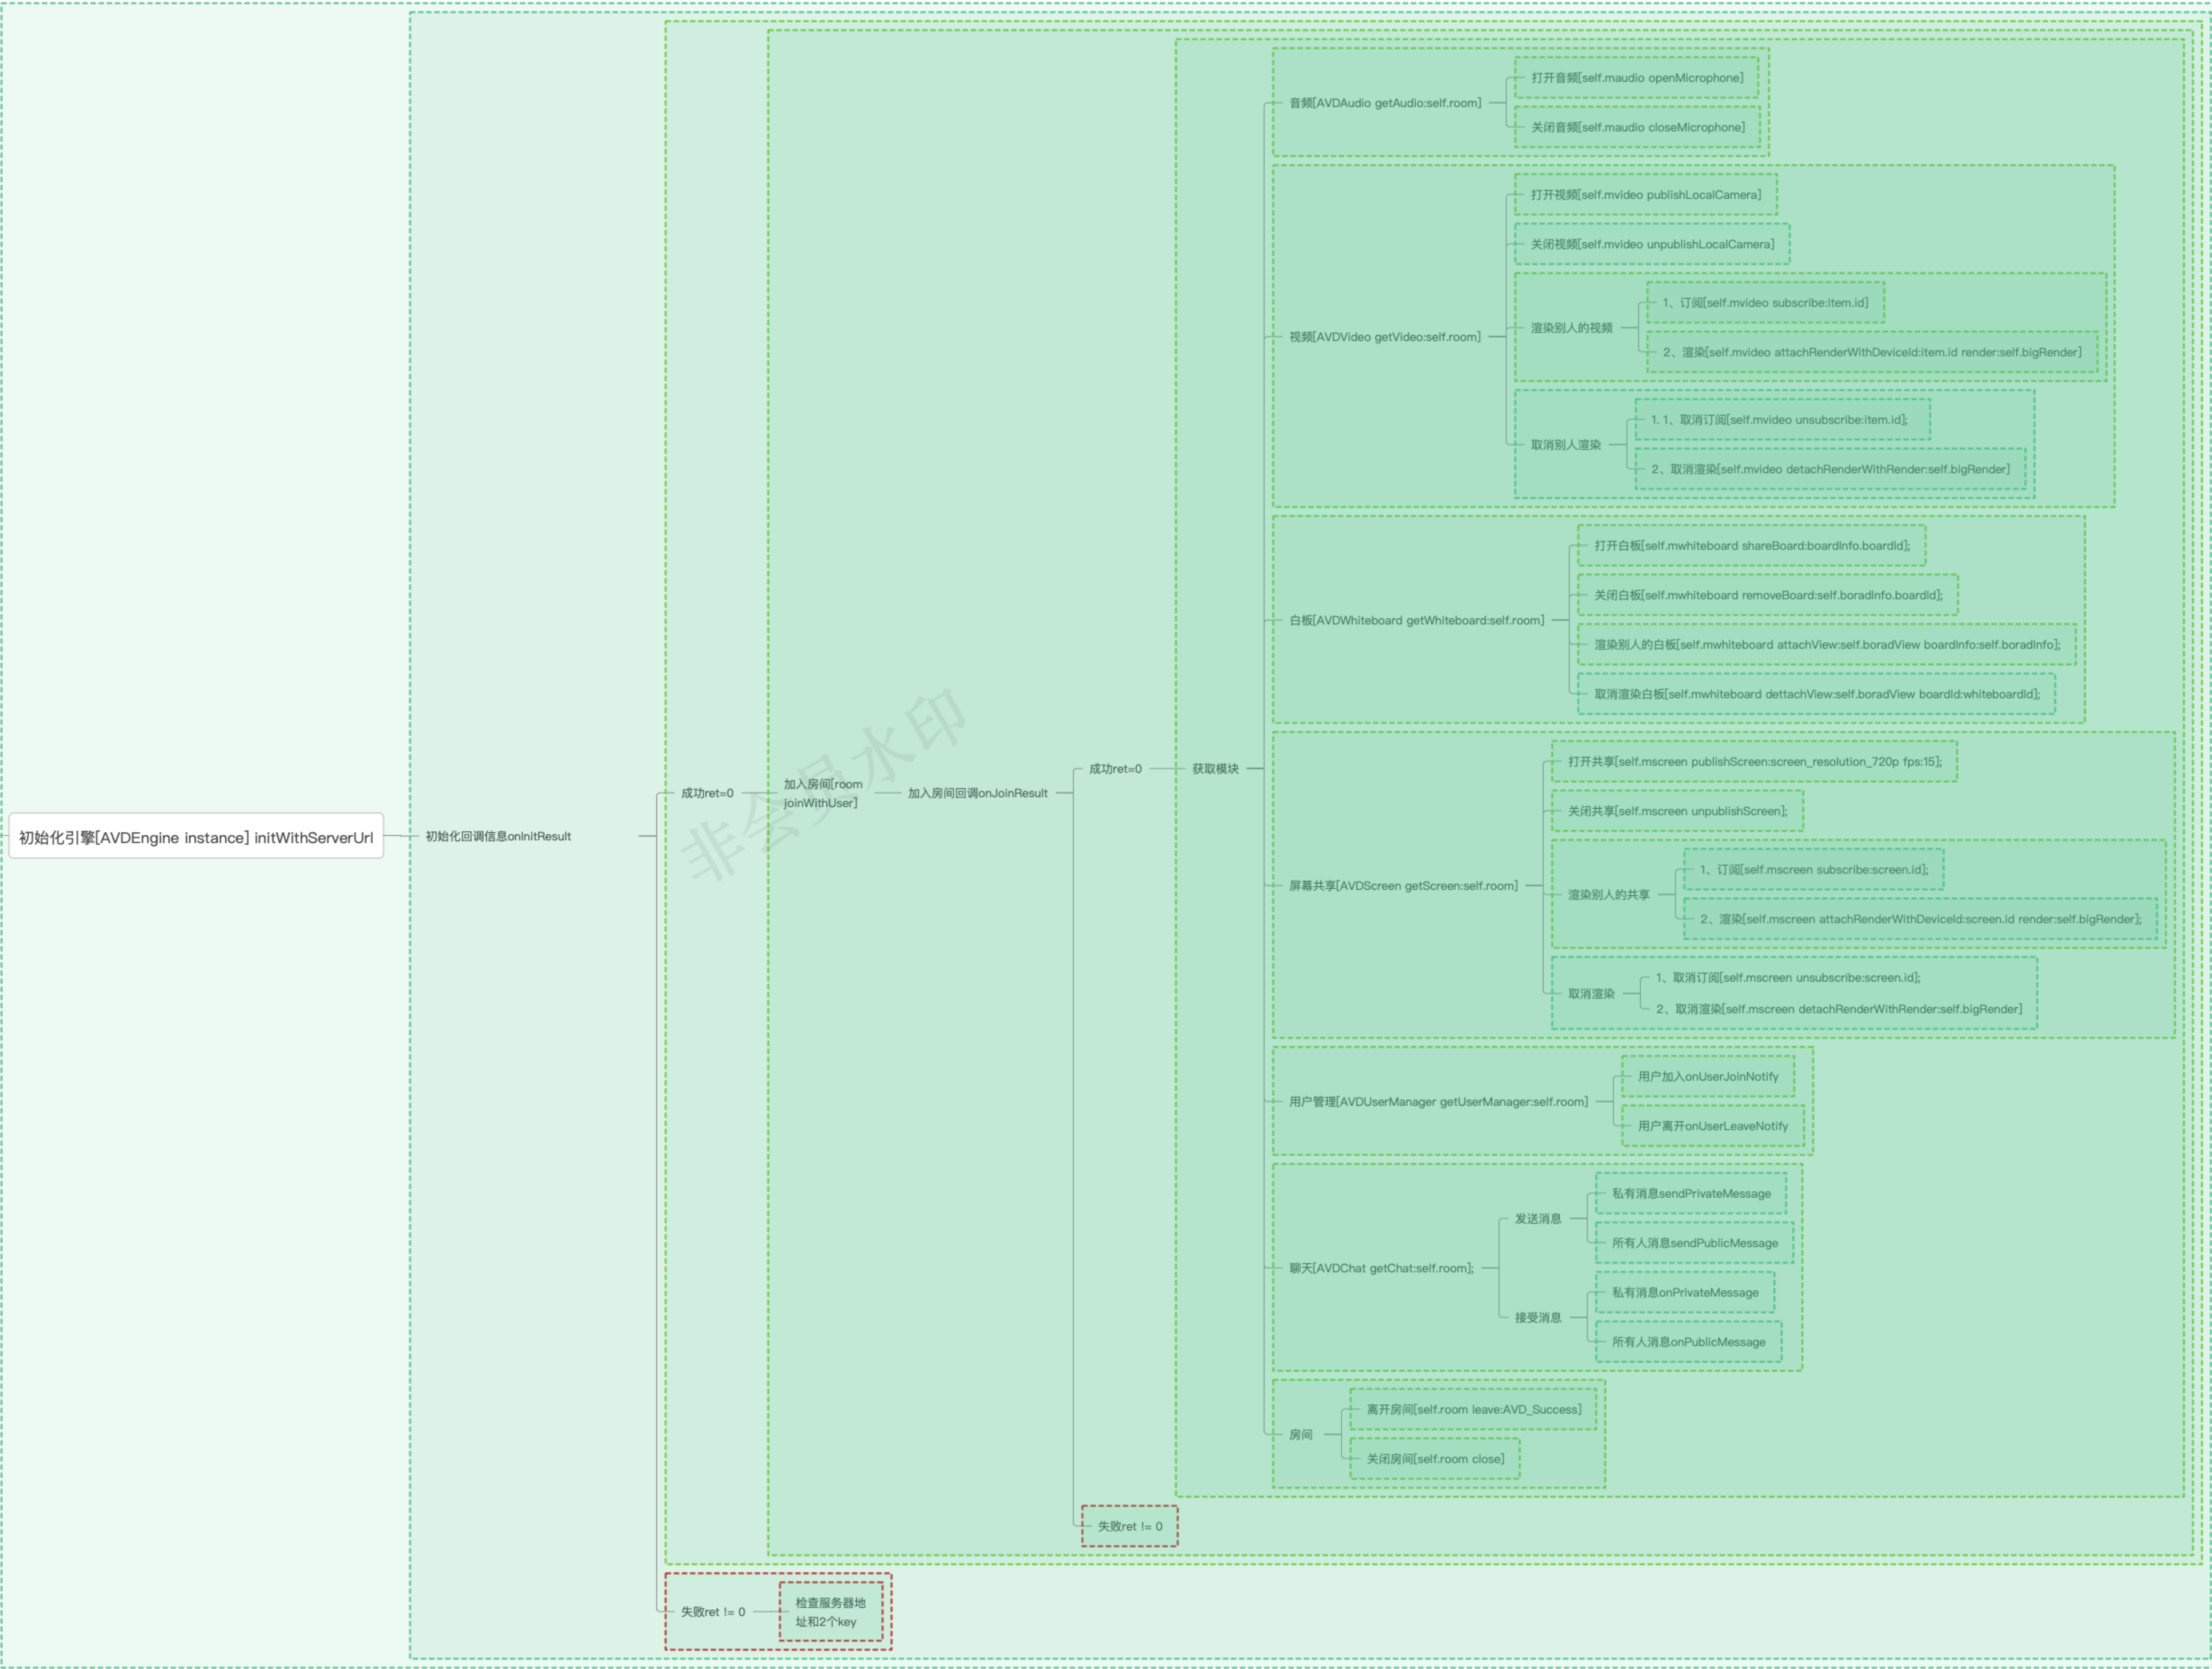 初始化引擎[AVDEngine instance] initWithServerUrl
初始化回调信息onInitResult
成功ret=0
加入房间[room
joinWithUser]
加入房间回调onJoinResult
成功ret=0
获取模块
音频[AVDAudio getAudio:self.room]
打开音频[self.maudio openMicrophone]
关闭音频[self.maudio closeMicrophone]
视频[AVDVideo getVideo:self.room]
打开视频[self.mvideo publishLocalCamera]
关闭视频[self.mvideo unpublishLocalCamera]
渲染别人的视频
1、订阅[self.mvideo subscribe:item.id]
2、渲染[self.mvideo attachRenderWithDeviceId:item.id render:self.bigRender]
取消别人渲染
1. 1、取消订阅[self.mvideo unsubscribe:item.id];
2、取消渲染[self.mvideo detachRenderWithRender:self.bigRender]
白板[AVDWhiteboard getWhiteboard:self.room]
打开白板[self.mwhiteboard shareBoard:boardInfo.boardId];
关闭白板[self.mwhiteboard removeBoard:self.boradInfo.boardId];
渲染别人的白板[self.mwhiteboard attachView:self.boradView boardInfo:self.boradInfo];
取消渲染白板[self.mwhiteboard dettachView:self.boradView boardId:whiteboardId];
屏幕共享[AVDScreen getScreen:self.room]
打开共享[self.mscreen publishScreen:screen_resolution_720p fps:15];
关闭共享[self.mscreen unpublishScreen];
渲染别人的共享
1、订阅[self.mscreen subscribe:screen.id];
2、渲染[self.mscreen attachRenderWithDeviceId:screen.id render:self.bigRender];
取消渲染
1、取消订阅[self.mscreen unsubscribe:screen.id];
2、取消渲染[self.mscreen detachRenderWithRender:self.bigRender]
用户管理[AVDUserManager getUserManager:self.room]
用户加入onUserJoinNotify
用户离开onUserLeaveNotify
聊天[AVDChat getChat:self.room];
发送消息
私有消息sendPrivateMessage
所有人消息sendPublicMessage
接受消息
私有消息onPrivateMessage
所有人消息onPublicMessage
房间
离开房间[self.room leave:AVD_Success]
关闭房间[self.room close]
失败ret != 0
失败ret != 0
检查服务器地
址和2个key
非会员水印